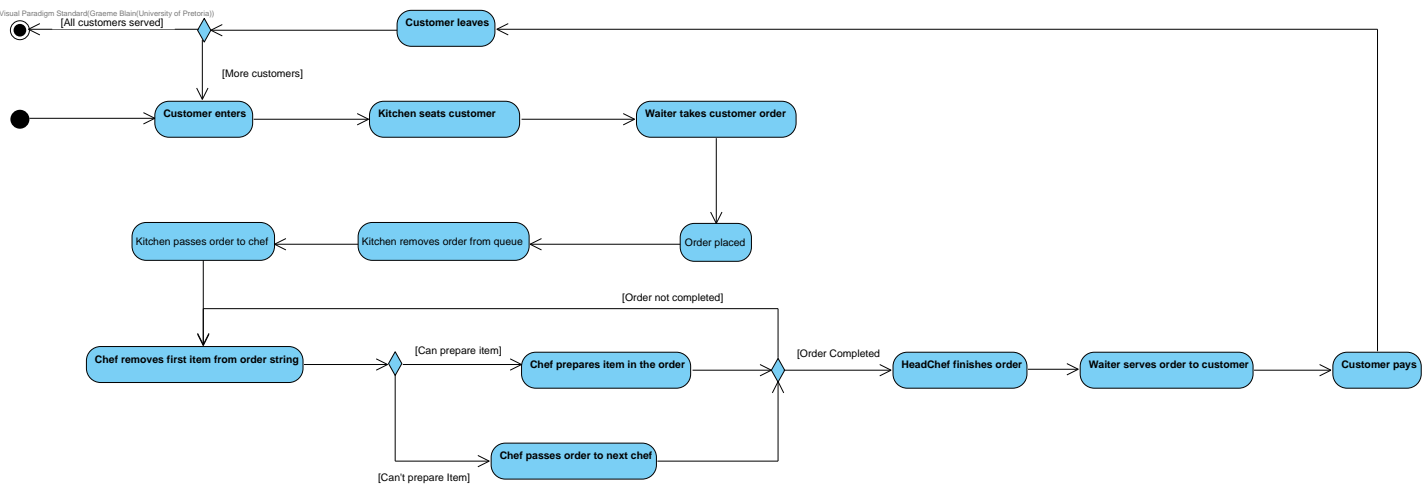 Visual Paradigm Standard(Graeme Blain(University of Pretoria))
[All customers served]
Customer leaves
[More customers]
Customer enters
Kitchen seats customer
Waiter takes customer order
Kitchen passes order to chef
Kitchen removes order from queue
Order placed
[Order not completed]
Chef removes first item from order string
[Can prepare item]
Chef prepares item in the order
[Order Completed
HeadChef finishes order
Waiter serves order to customer
Customer pays
Chef passes order to next chef
[Can't prepare Item]